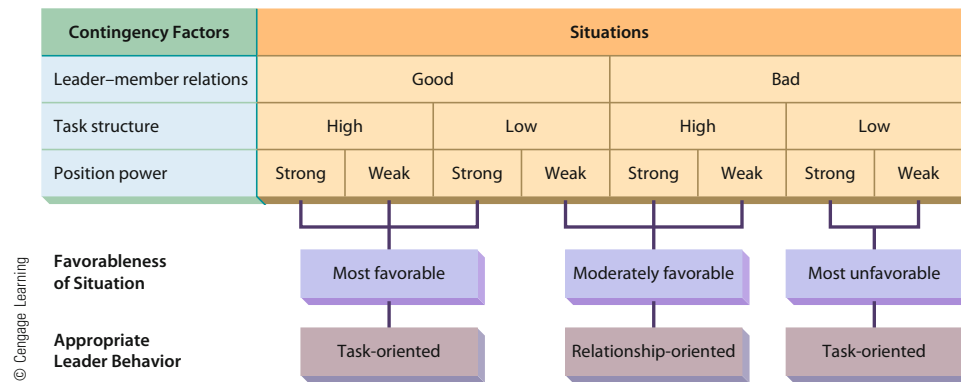 Contingency Factors
Situations
Leader–member relations
Good
Bad
Task structure
High
Low
High
Low
Position power
Strong
Weak
Strong
Weak
Strong
Weak
Strong
Weak
Favorableness
of Situation
Most favorable
Moderately favorable
Most unfavorable
Appropriate
Leader Behavior
Task-oriented
Relationship-oriented
Task-oriented
© Cengage Learning